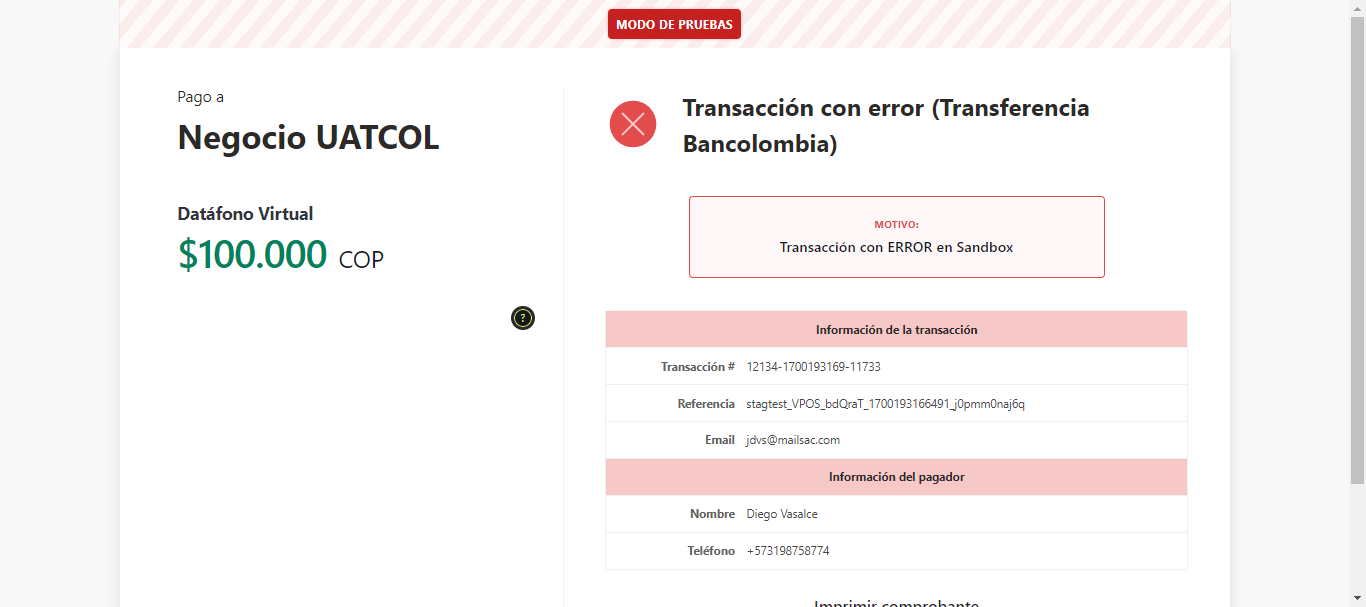 MODO DE PRUEBAS
Pago a
Negocio UATCOL
Datáfono Virtual
$100.000 COP
?
Transacción con error (Transferencia
Bancolombia)
MOTIVO:
Transacción con ERROR en Sandbox
Información de la transacción
Transacción # 12134-1700193169-11733
Referencia stagtest_VPOS_bdQraT_1700193166491_j0pmm0naj6q
Email jdvs@mailsac.com
Información del pagador
Nombre Diego Vasalce
Teléfono +573198758774
Imprimir comprobante